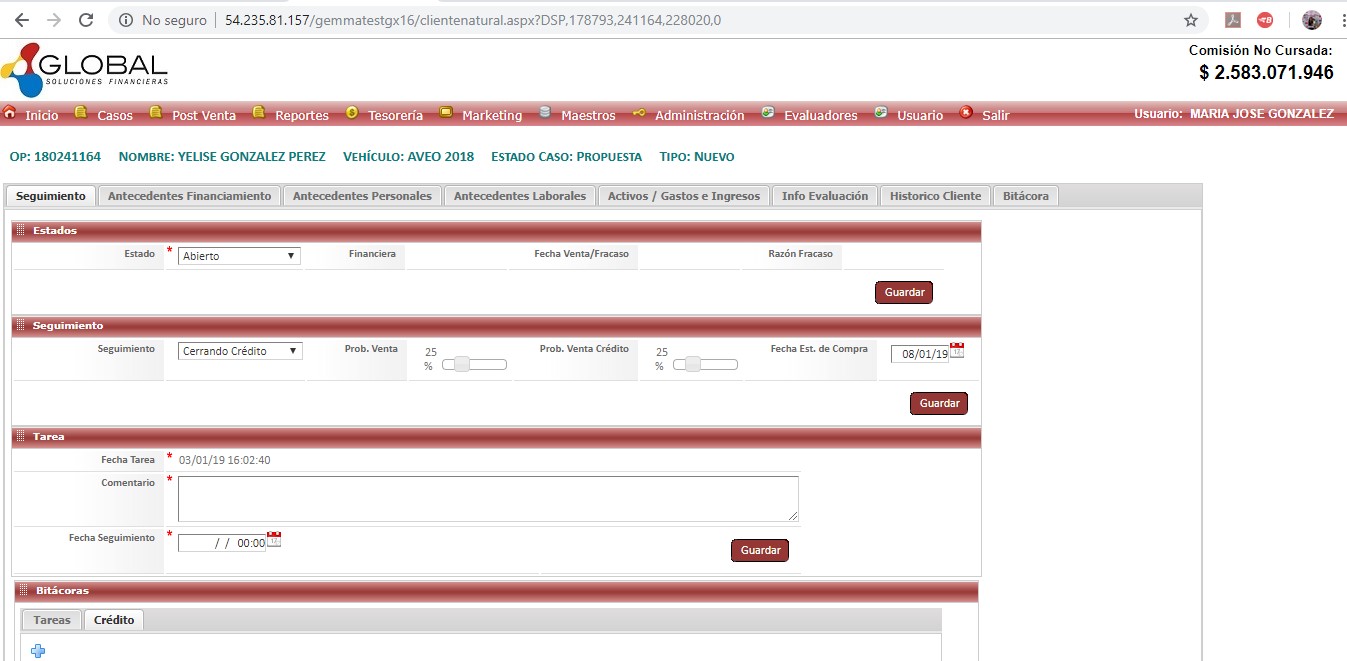 No seguro | 54.235.81.157/gemmatestgx16/clientenatural.aspx?DSP,178793,241164,228020,0
GLOBAL
SOLUCIONES FINANCIERAS
Comisión No Cursada:
$ 2.583.071.946
Inicio Casos Post Venta Reportes Tesorería Marketing Maestros Administración Evaluadores Usuario Salir Usuario: MARIA JOSE GONZALEZ
OP: 180241164 NOMBRE: YELISE GONZALEZ PEREZ VEHÍCULO: AVEO 2018 ESTADO CASO: PROPUESTA TIPO: NUEVO
Seguimiento Antecedentes Financiamiento Antecedentes Personales Antecedentes Laborales Activos / Gastos e Ingresos Info Evaluación Historico Cliente Bitácora
Estados
Estado * Abierto Financiera Fecha Venta/Fracaso Razón Fracaso
Guardar
Seguimiento
Seguimiento Cerrando Crédito Prob. Venta 25 % Prob. Venta Crédito 25 % Fecha Est. de Compra 08/01/19
Guardar
Tarea
Fecha Tarea * 03/01/19 16:02:40
Comentario *
Fecha Seguimiento * / / 00:00
Guardar
Bitácoras
Tareas Crédito